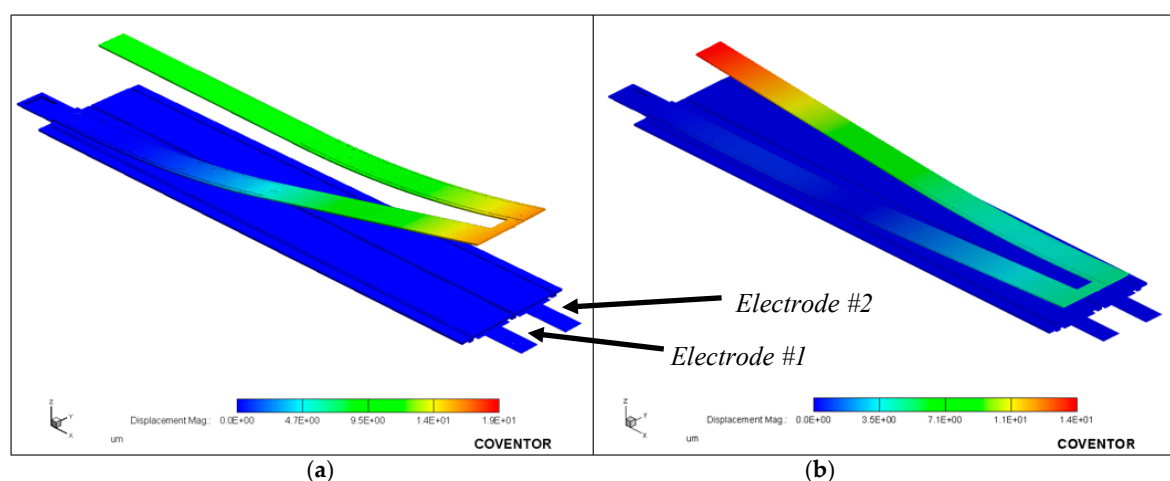 Electrode #2
Electrode #1
Z
Y
X
Displacement Mag.: 0.0E+00 4.7E+00 9.5E+00 1.4E+01 1.9E+01
um
COVENTOR
(a)
Z
Y
X
Displacement Mag.: 0.0E+00 3.5E+00 7.1E+00 1.1E+01 1.4E+01
um
COVENTOR
(b)